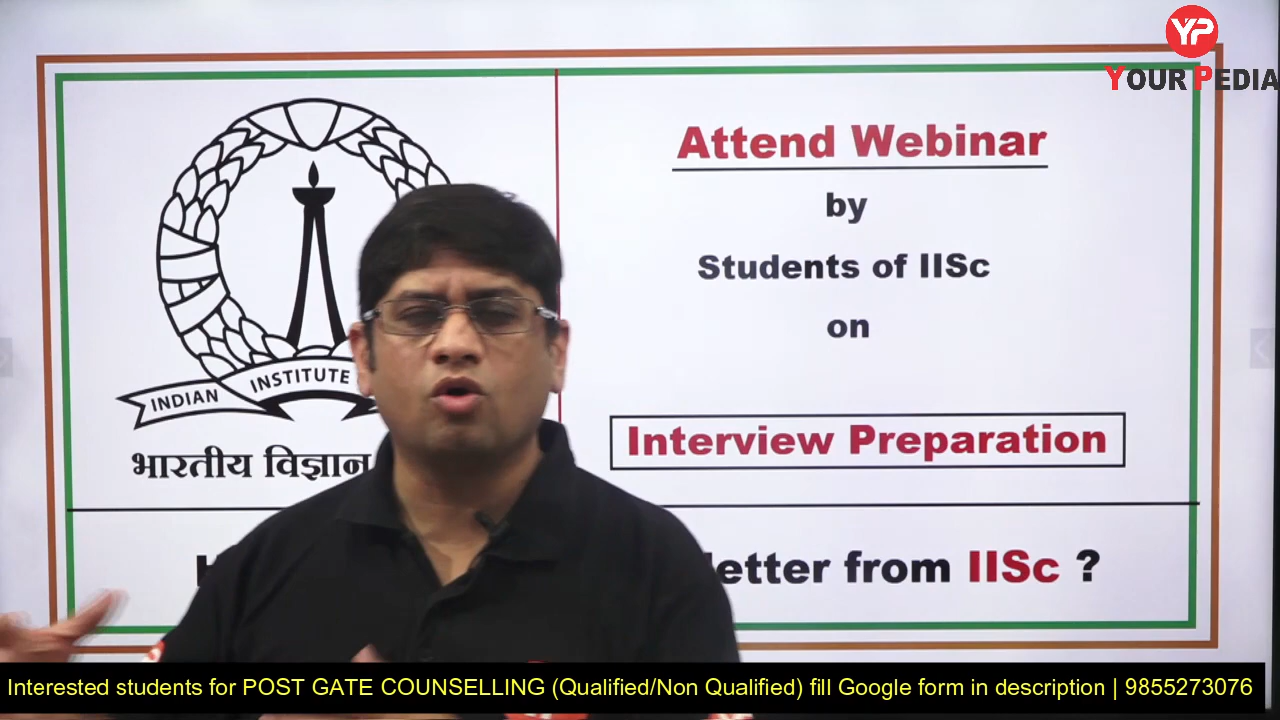 YP
YOUR PEDIA
Attend Webinar
by
Students of IISc
on
INDIAN INSTITUTE
भारतीय विज्ञान
Interview Preparation
etter from IISc ?
Interested students for POST GATE COUNSELLING (Qualified/Non Qualified) fill Google form in description | 9855273076